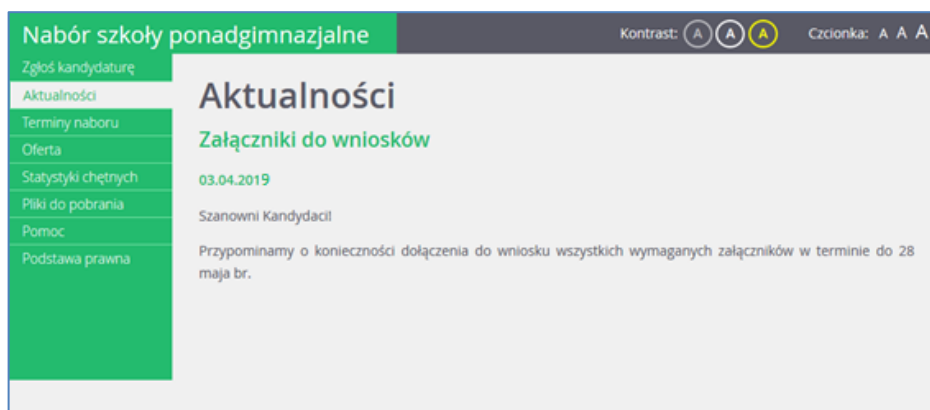 Nabór szkoły ponadgimnazjalne
Kontrast: A A A Czcionka: A A A
Zgłoś kandydaturę
Aktualności
Terminy naboru
Oferta
Statystyki chętnych
Pliki do pobrania
Pomoc
Podstawa prawna
Aktualności
Załączniki do wniosków
03.04.2019
Szanowni Kandydaci!
Przypominamy o konieczności dołączenia do wniosku wszystkich wymaganych załączników w terminie do 28
maja br.